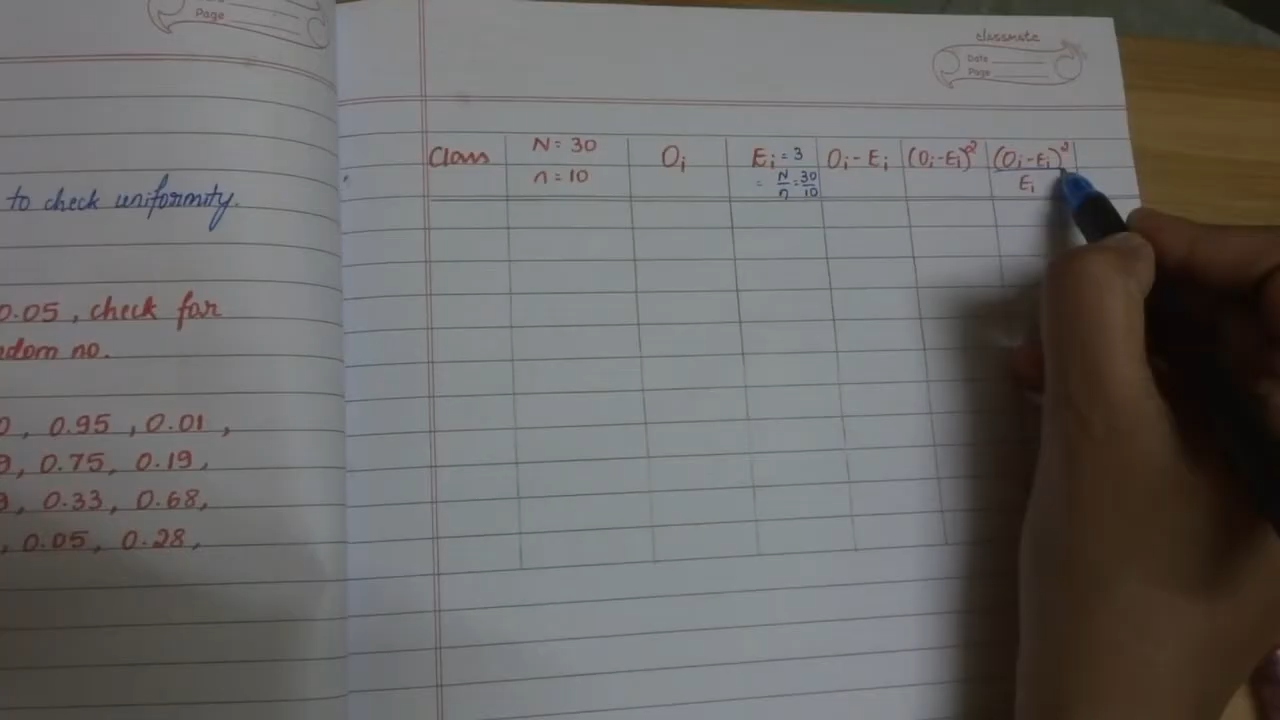 Page
to check uniformity.
0.05, check for
no.
, 0.95, 0.01,
, 0.75, 0.19,
, 0.33, 0.68,
, 0.05, 0.28,
classmate
Date
Page
Class N = 30 Oi Ei = 3 Oi - Ei (Oi-Ei)² (Oi-Ei)²
n = 10 = N/n = 30/10 Ei